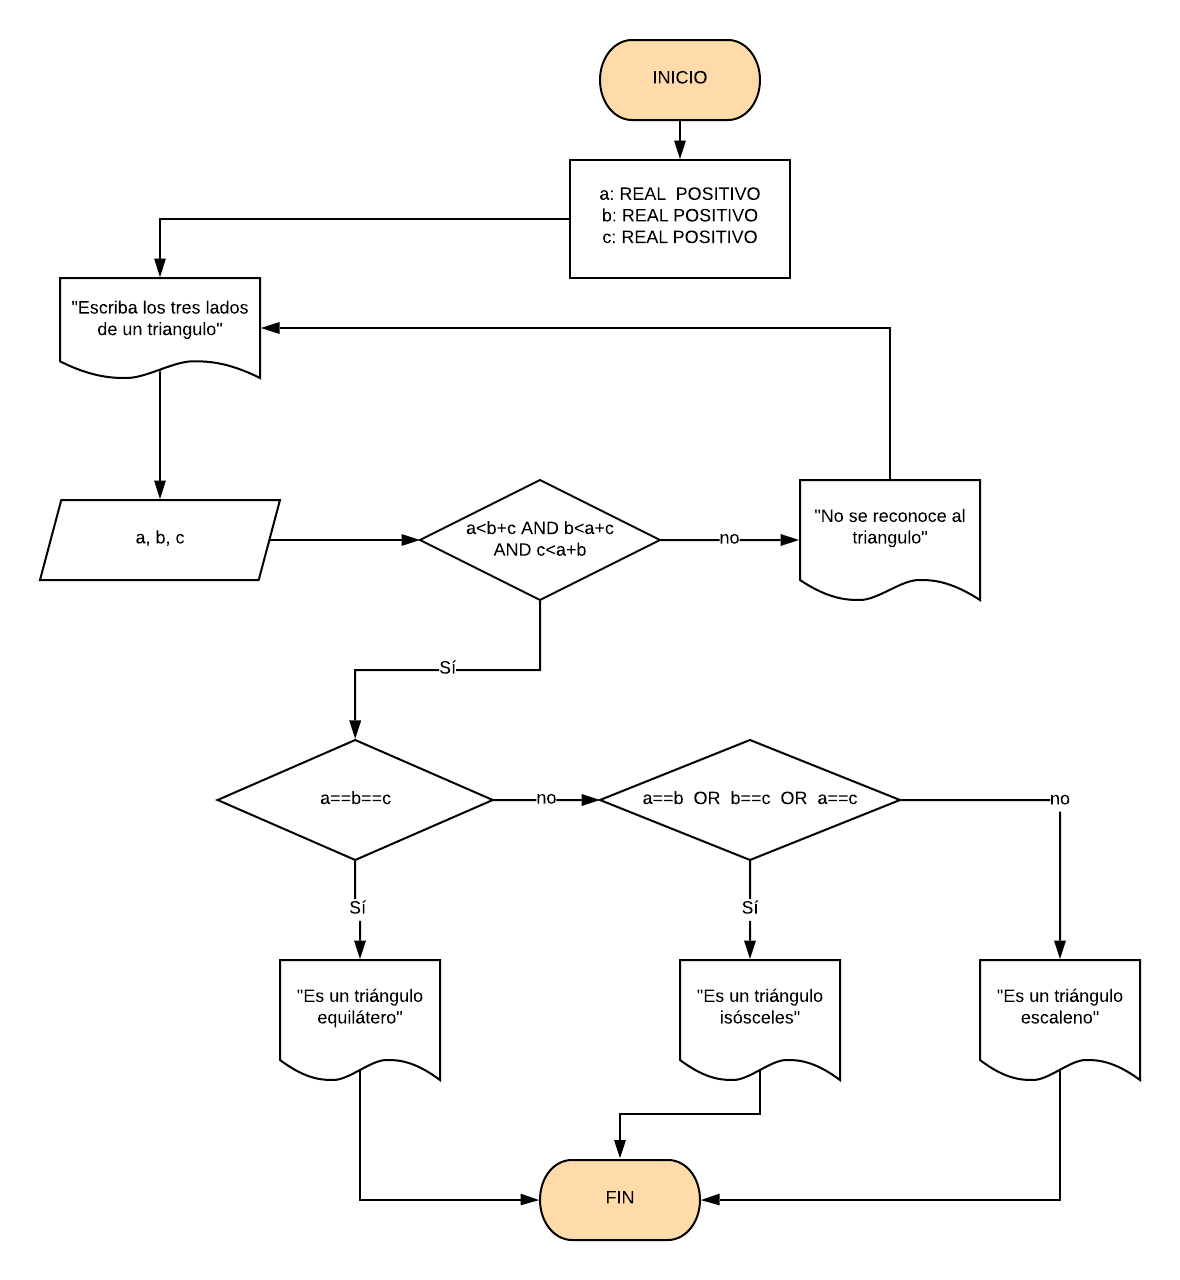 INICIO
a: REAL  POSITIVO
b: REAL POSITIVO
c: REAL POSITIVO
"Escriba los tres lados
de un triangulo"
a, b, c
a<b+c AND b<a+c
AND c<a+b
no
"No se reconoce al
triangulo"
Sí
a==b==c
no
a==b  OR  b==c  OR  a==c
no
Sí
Sí
"Es un triángulo
equilátero"
"Es un triángulo
isósceles"
"Es un triángulo
escaleno"
FIN